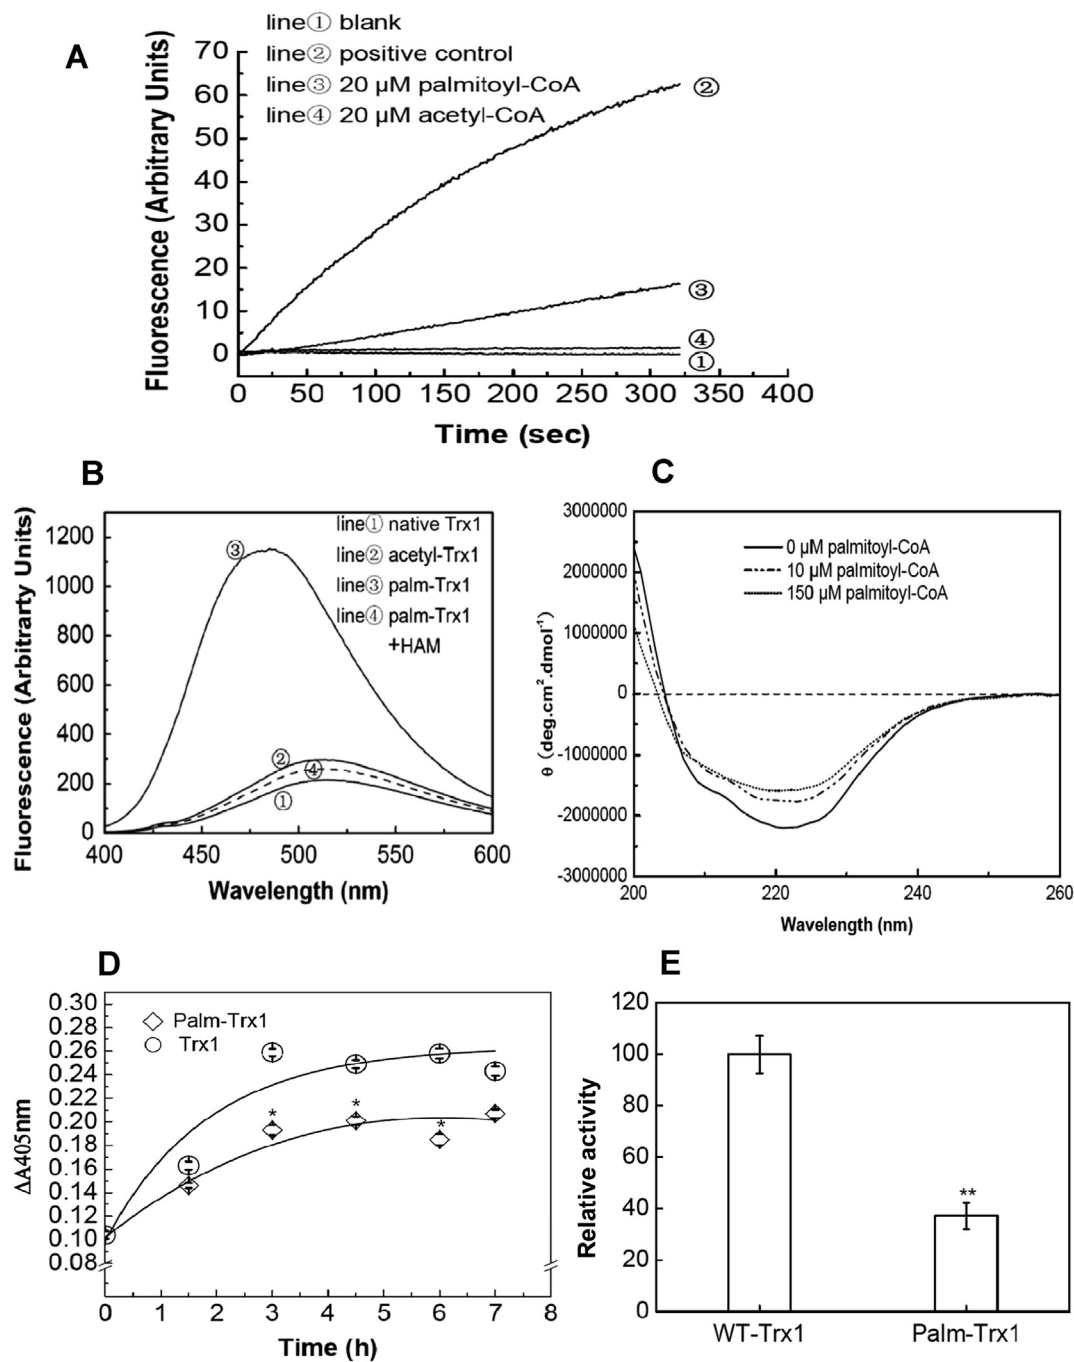 A
line① blank
line② positive control
line③ 20 µM palmitoyl-CoA
line④ 20 µM acetyl-CoA
Fluorescence (Arbitrary Units)
70
60
50
40
30
20
10
0
②
③
④
①
0 50 100 150 200 250 300 350 400
Time (sec)
B
line① native Trx1
line② acetyl-Trx1
line③ palm-Trx1
line④ palm-Trx1
+HAM
Fluorescence (Arbitrarty Units)
1200
1000
800
600
400
200
0
③
②
④
①
400 450 500 550 600
Wavelength (nm)
C
0 µM palmitoyl-CoA
10 µM palmitoyl-CoA
150 µM palmitoyl-CoA
θ (deg.cm².dmol⁻¹)
3000000
2000000
1000000
0
-1000000
-2000000
-3000000
200 220 240 260
Wavelength (nm)
D
Palm-Trx1
Trx1
ΔA405nm
0.30
0.28
0.26
0.24
0.22
0.20
0.18
0.16
0.14
0.12
0.10
0.08
* * *
0 1 2 3 4 5 6 7 8
Time (h)
E
Relative activity
120
100
80
60
40
20
0
**
WT-Trx1 Palm-Trx1